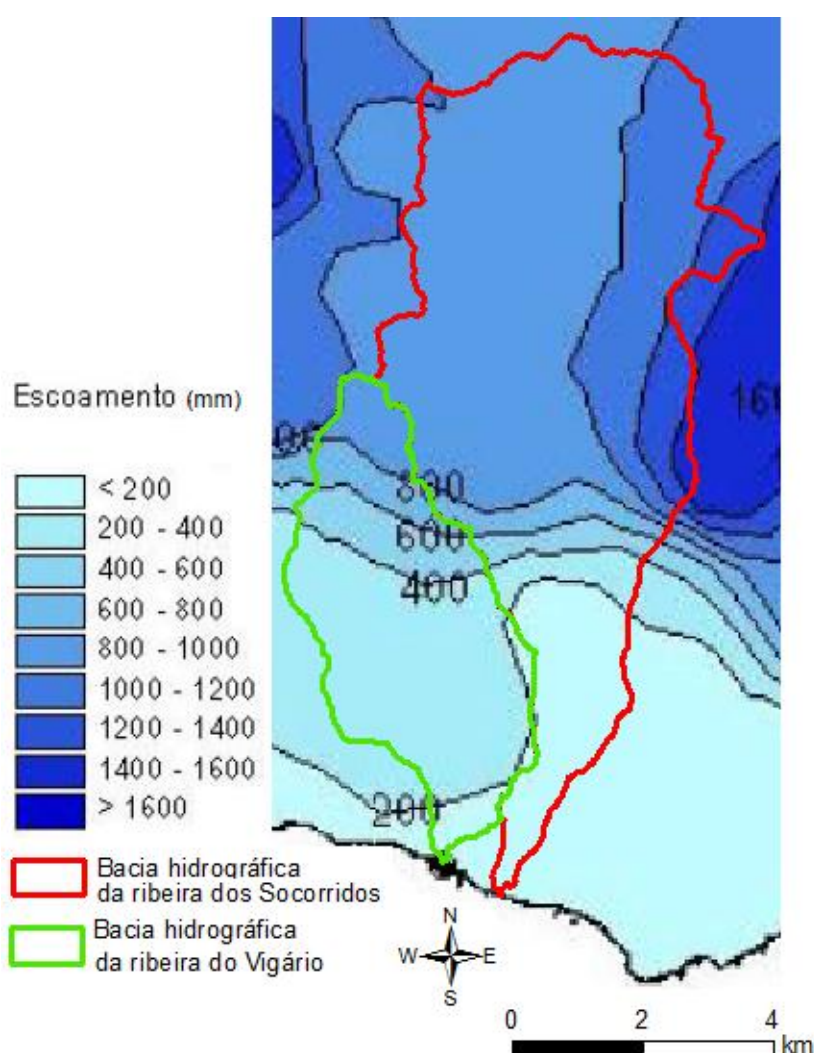 Escoamento (mm)
< 200
200 - 400
400 - 600
600 - 800
800 - 1000
1000 - 1200
1200 - 1400
1400 - 1600
> 1600
Bacia hidrográfica
da ribeira dos Socorridos
Bacia hidrográfica
da ribeira do Vigário
800
600
400
200
N
W E
S
0 2 4
km